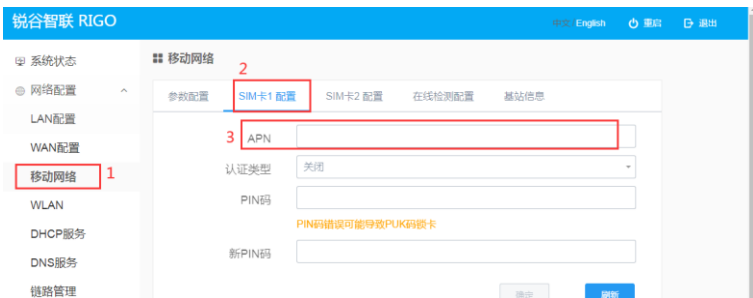 锐谷智联 RIGO
中文 English 重启 退出
系统状态
网络配置
LAN配置
WAN配置
移动网络 1
WLAN
DHCP服务
DNS服务
链路管理
移动网络
2
参数配置 SIM卡1 配置 SIM卡2 配置 在线检测配置 基站信息
3 APN
认证类型 关闭
PIN码
PIN码错误可能导致PUK码锁卡
新PIN码
确定 刷新